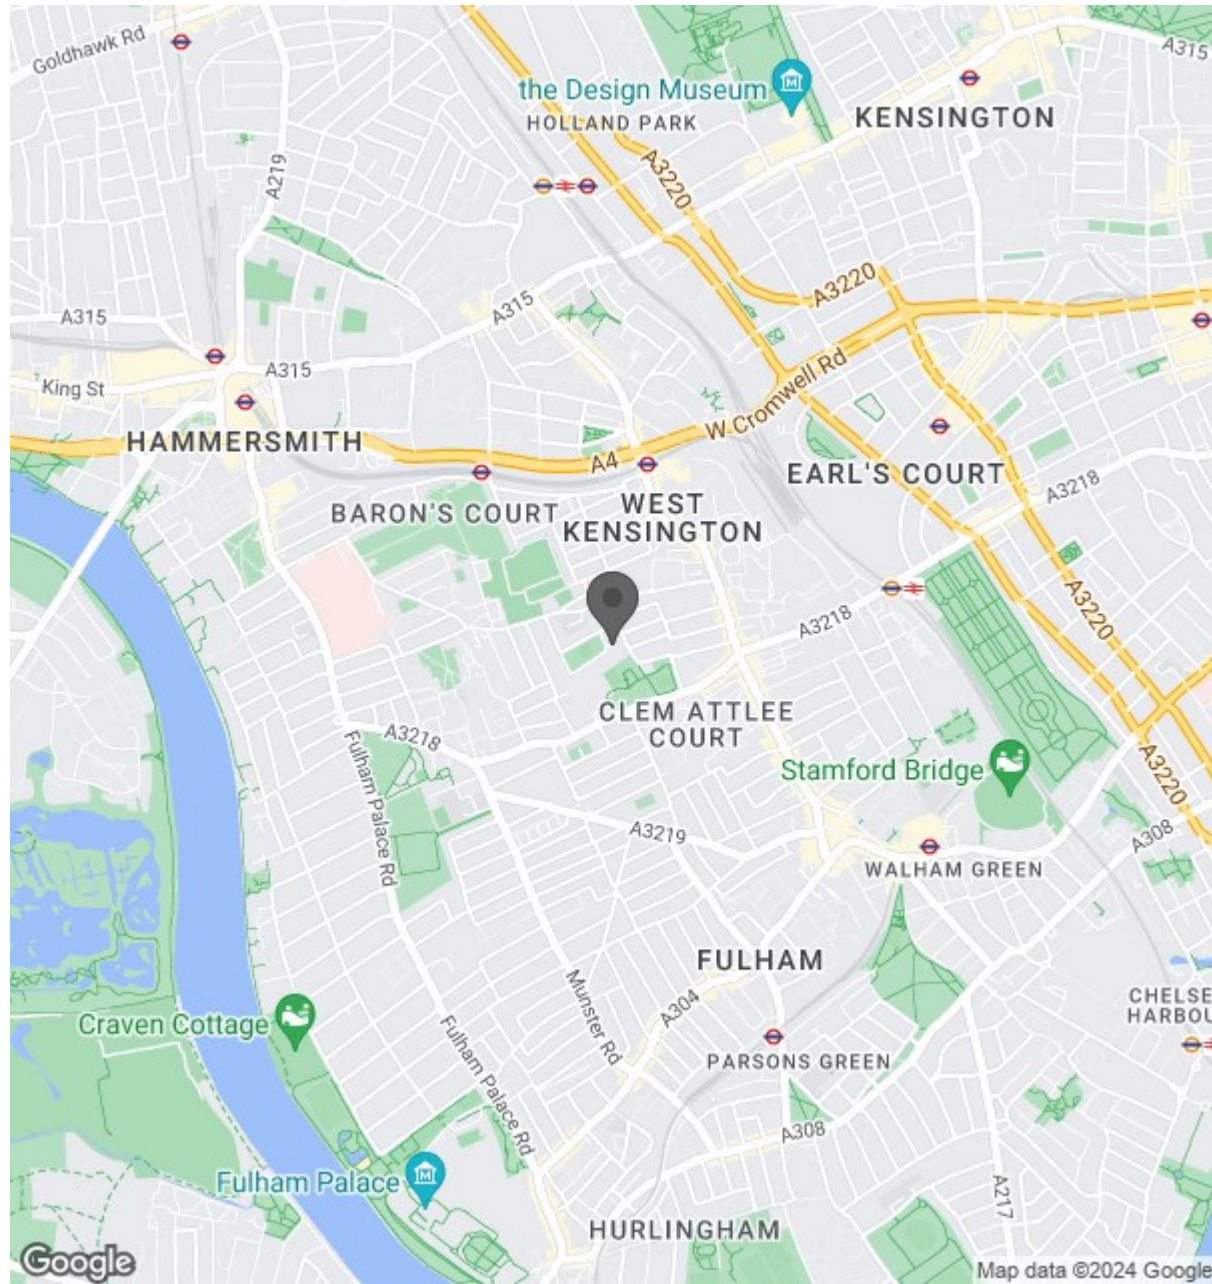 Goldhawk Rd
A315
the Design Museum
HOLLAND PARK
KENSINGTON
A219
A3220
A3220
A315
A315
A315
King St
W Cromwell Rd
HAMMERSMITH
A4
EARL'S COURT
A3218
BARON'S COURT
WEST
KENSINGTON
A3220
A3218
CLEM ATTLEE
COURT
A3218
Stamford Bridge
A3220
Fulham Palace Rd
A3219
A308
WALHAM GREEN
FULHAM
Munster Rd
A304
CHELSE
HARBOU
Craven Cottage
Fulham Palace Rd
PARSONS GREEN
A308
Fulham Palace
A217
HURLINGHAM
Google
Map data ©2024 Google